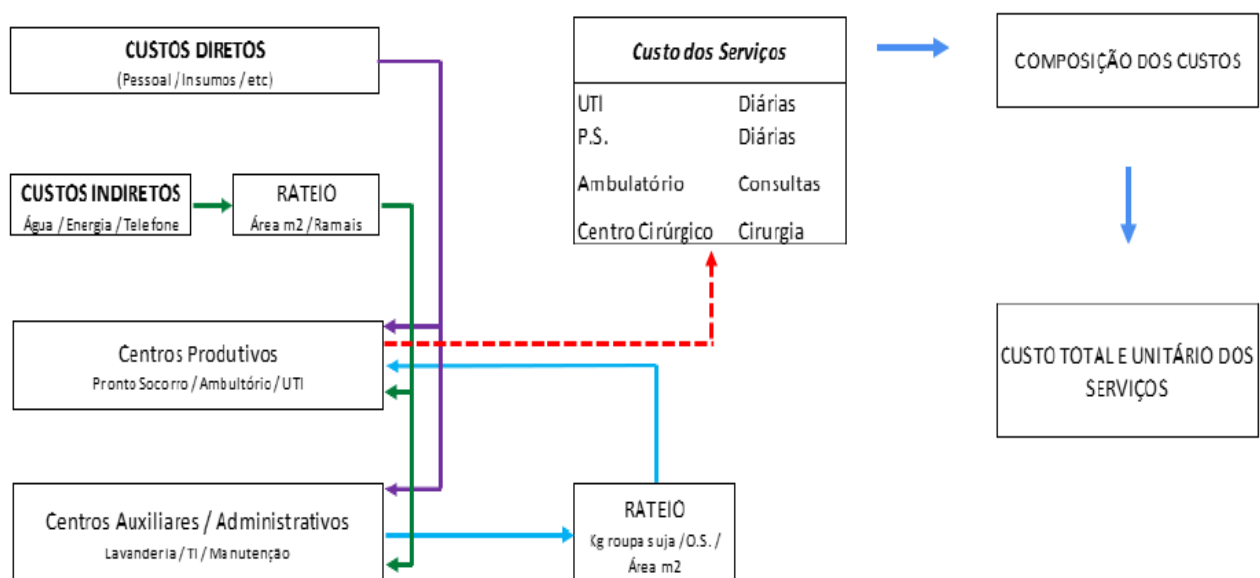 CUSTOS DIRETOS
(Pessoal / Insumos / etc)
CUSTOS INDIRETOS
Água / Energia / Telefone
RATEIO
Área m2 / Ramais
Centros Produtivos
Pronto Socorro / Ambultório / UTI
Centros Auxiliares / Administrativos
Lavanderia / TI / Manutenção
RATEIO
Kg roupa suja / O.S. /
Área m2
Custo dos Serviços
UTI Diárias
P.S. Diárias
Ambulatório Consultas
Centro Cirúrgico Cirurgia
COMPOSIÇÃO DOS CUSTOS
CUSTO TOTAL E UNITÁRIO DOS
SERVIÇOS